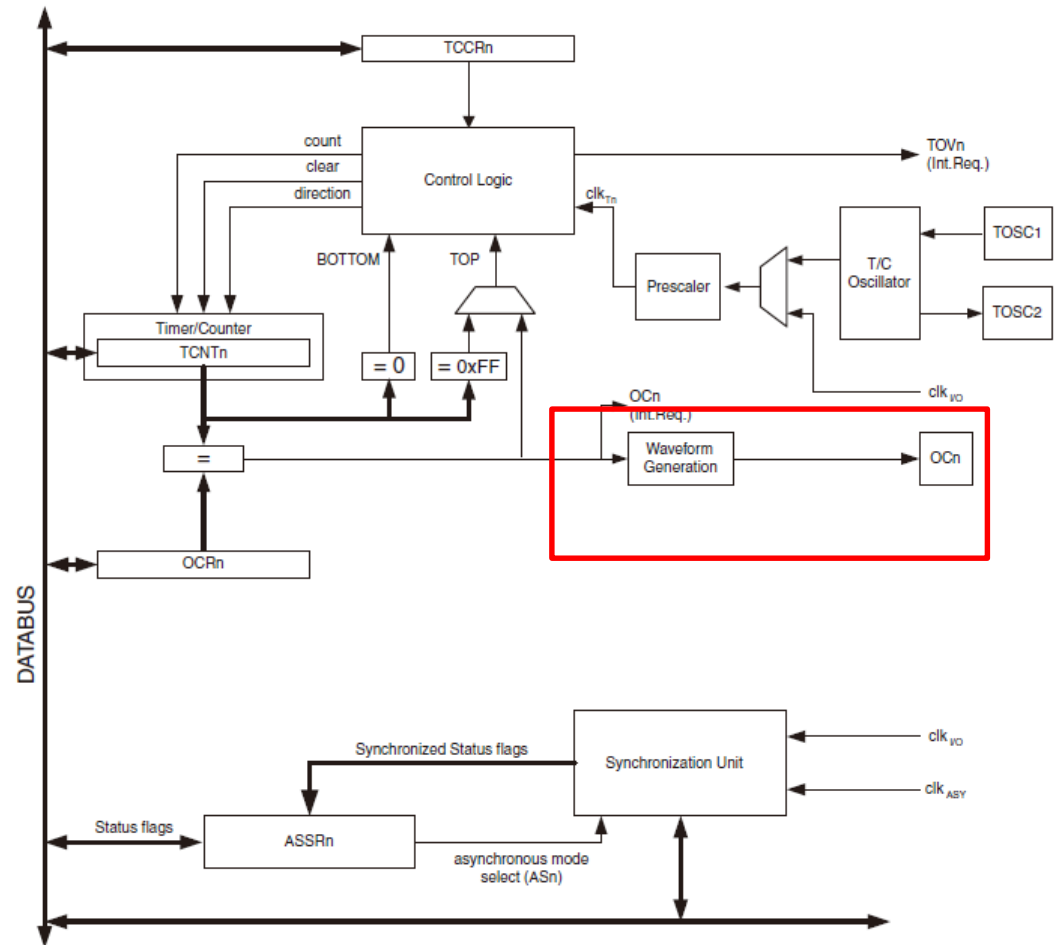 TCCRn
count
clear
direction
Control Logic
TOVn
(Int.Req.)
clkTn
BOTTOM
TOP
Prescaler
T/C
Oscillator
TOSC1
TOSC2
Timer/Counter
TCNTn
= 0
= 0xFF
clkI/O
OCn
(Int.Req.)
=
Waveform
Generation
OCn
OCRn
DATABUS
Synchronized Status flags
Synchronization Unit
clkI/O
clkASY
Status flags
ASSRn
asynchronous mode
select (ASn)